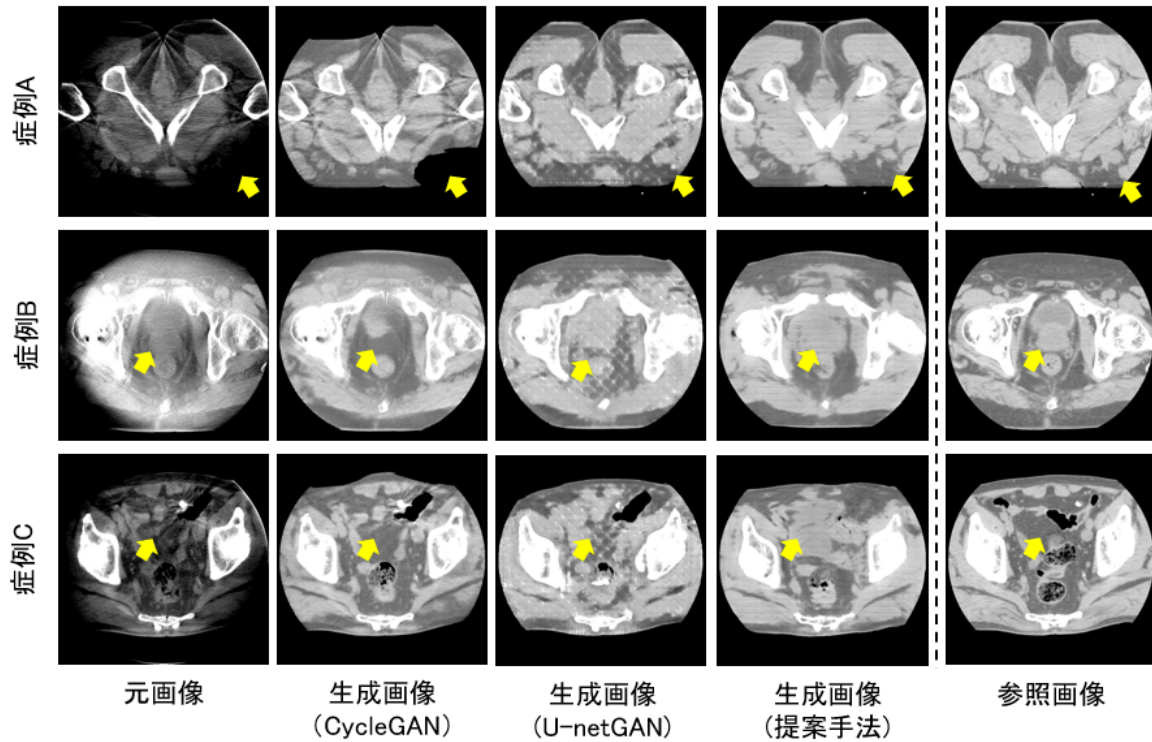 症例A
症例B
症例C
元画像
生成画像
(CycleGAN)
生成画像
(U-netGAN)
生成画像
(提案手法)
参照画像